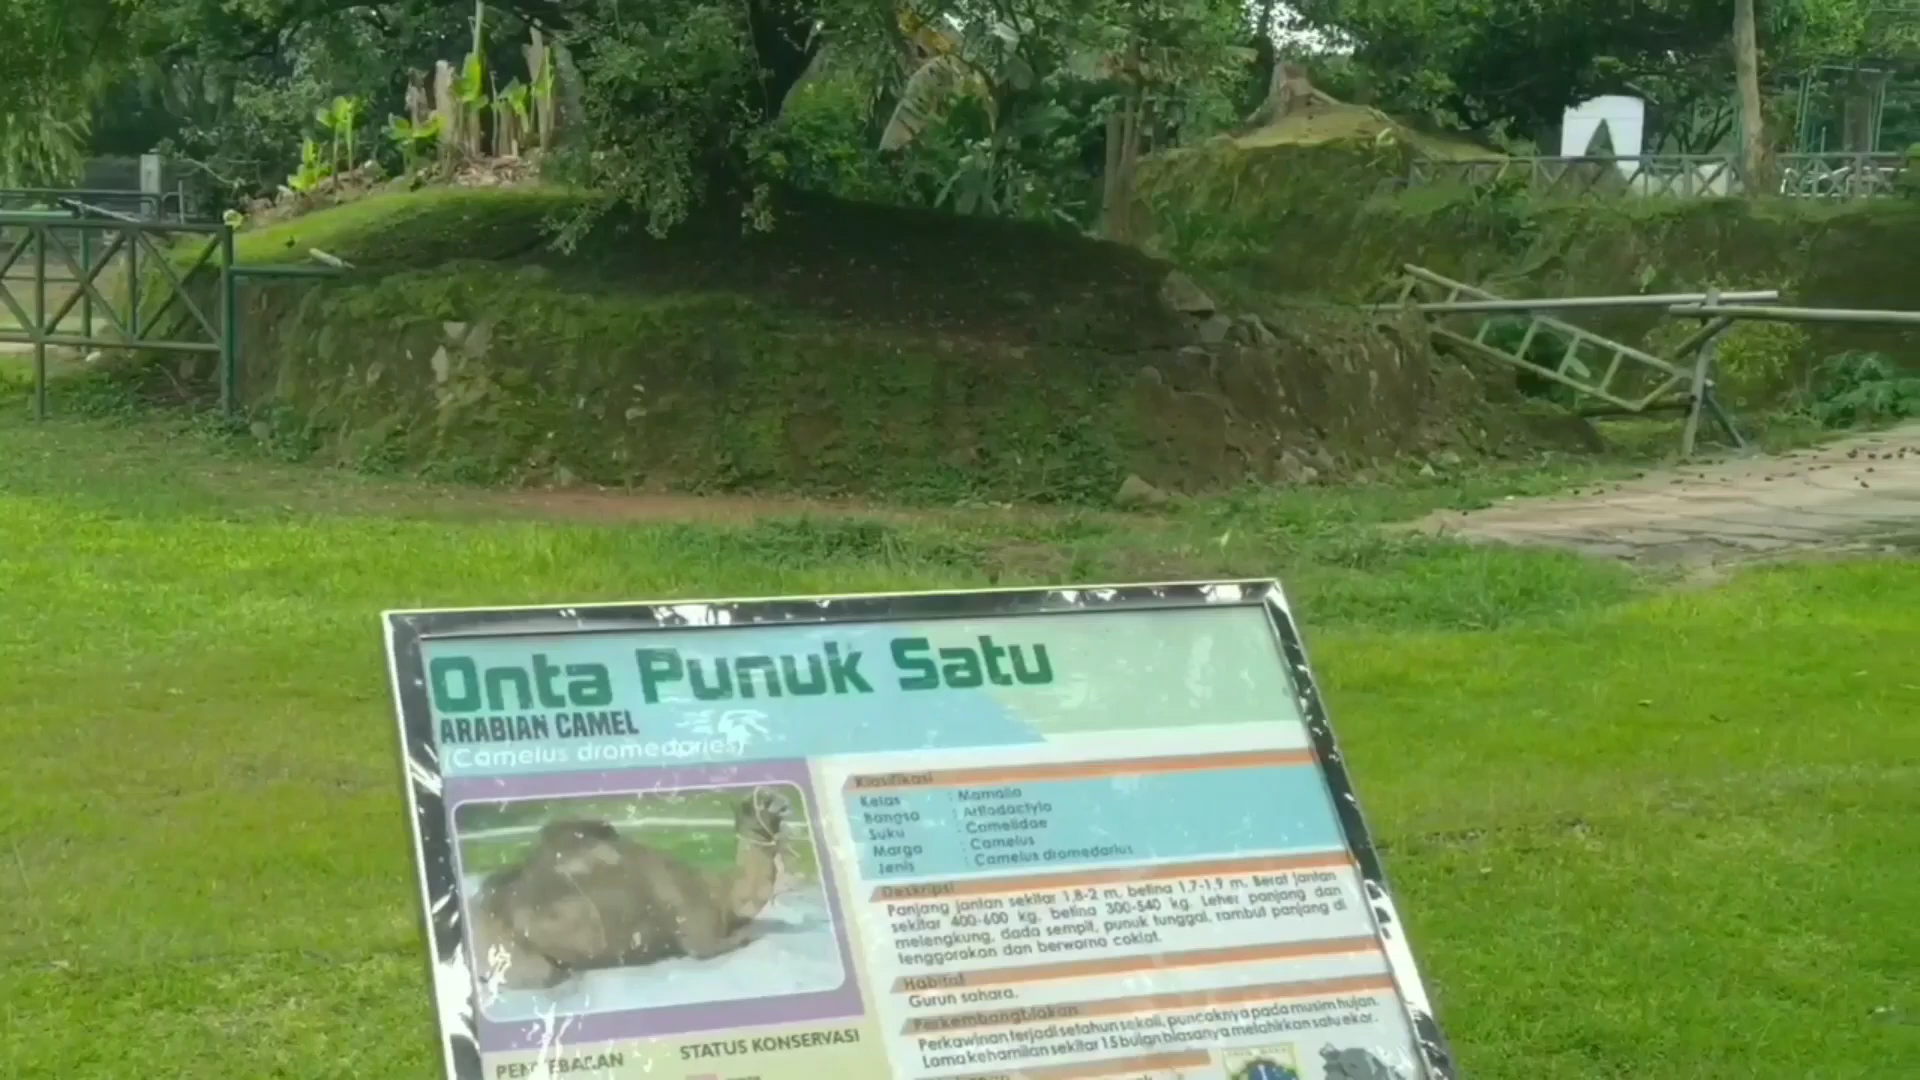 Onta Punuk Satu
ARABIAN CAMEL
(Camelus dromedaries)
Klasifikasi
Kelas : Mamalia
Bangsa : Artiodactyla
Suku : Camelidae
Marga : Camelus
Jenis : Camelus dromedarius
Deskripsi
Panjang jantan sekitar 1,8-2 m, betina 1,7-1,9 m. Berat jantan
sekitar 400-600 kg, betina 300-540 kg. Leher panjang dan
melengkung, dada sempit, punuk tunggal, rambut panjang di
tenggorokan dan berwarna coklat.
Habitat
Gurun sahara.
Perkembangbiakan
Perkawinan terjadi setahun sekali, puncaknya pada musim hujan.
Lama kehamilan sekitar 15 bulan biasanya melahirkan satu ekor.
PENYEBARAN
STATUS KONSERVASI